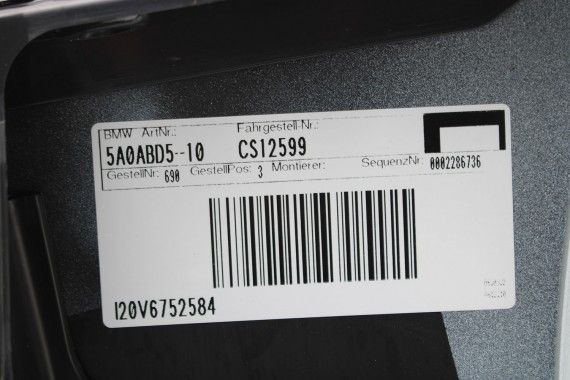 BMW ArtNr.: Fahrgestell-Nr.:
5A0ABD5--10 CS12599
GestellNr: 690 GestellPos: 3 Montierer: SequenzNr: 0002286736
I20V6752584